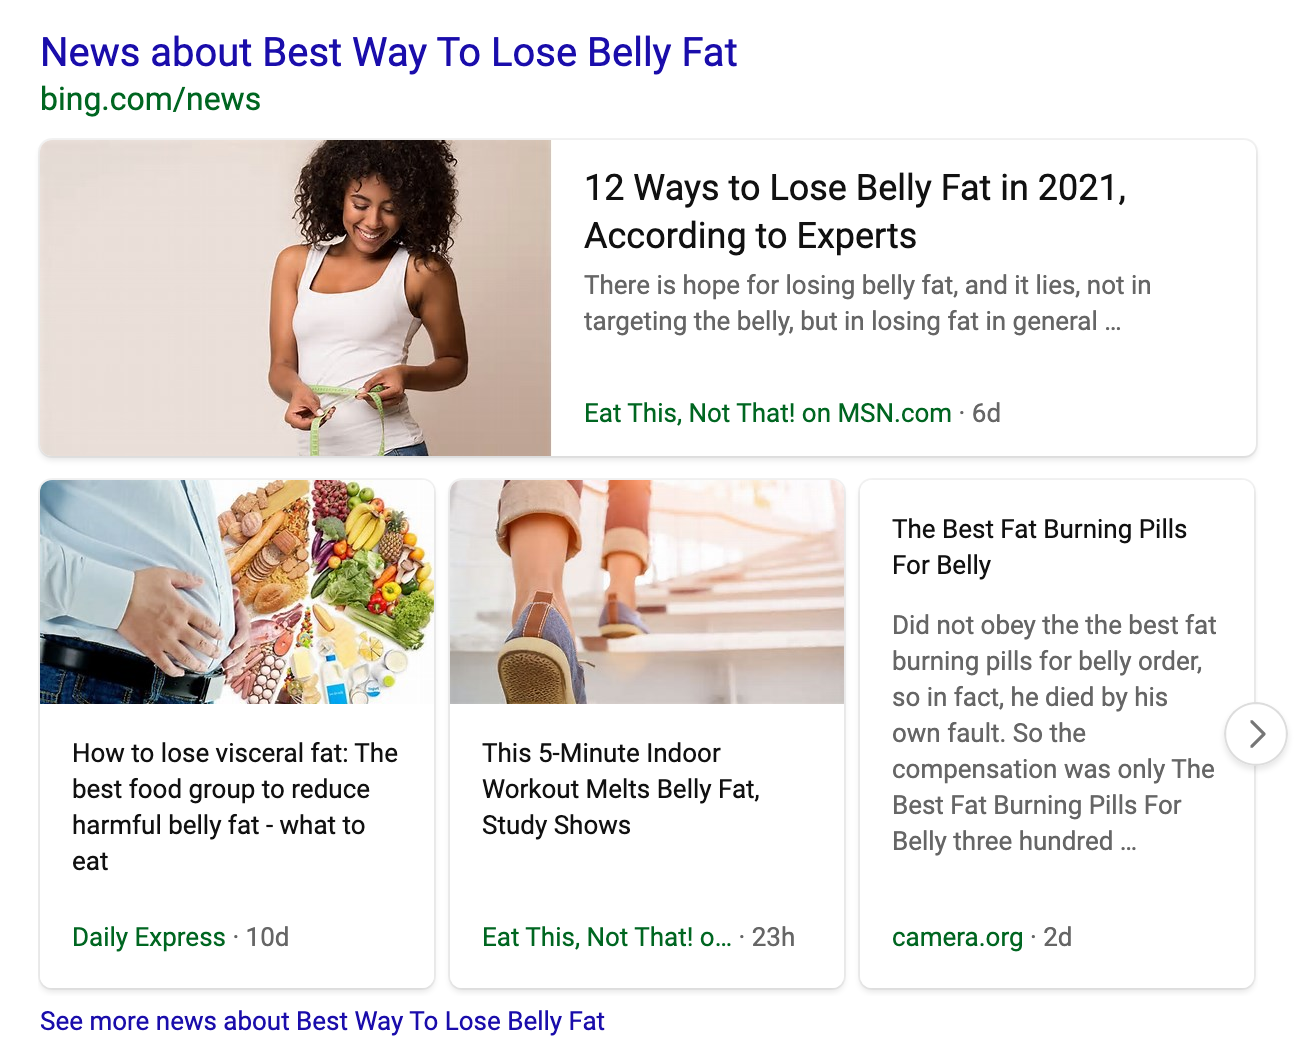 News about Best Way To Lose Belly Fat
bing.com/news
12 Ways to Lose Belly Fat in 2021,
According to Experts
There is hope for losing belly fat, and it lies, not in
targeting the belly, but in losing fat in general ...
Eat This, Not That! on MSN.com · 6d
How to lose visceral fat: The
best food group to reduce
harmful belly fat - what to
eat
Daily Express · 10d
This 5-Minute Indoor
Workout Melts Belly Fat,
Study Shows
Eat This, Not That! o... · 23h
The Best Fat Burning Pills
For Belly
Did not obey the the best fat
burning pills for belly order,
so in fact, he died by his
own fault. So the
compensation was only The
Best Fat Burning Pills For
Belly three hundred ...
camera.org · 2d
See more news about Best Way To Lose Belly Fat